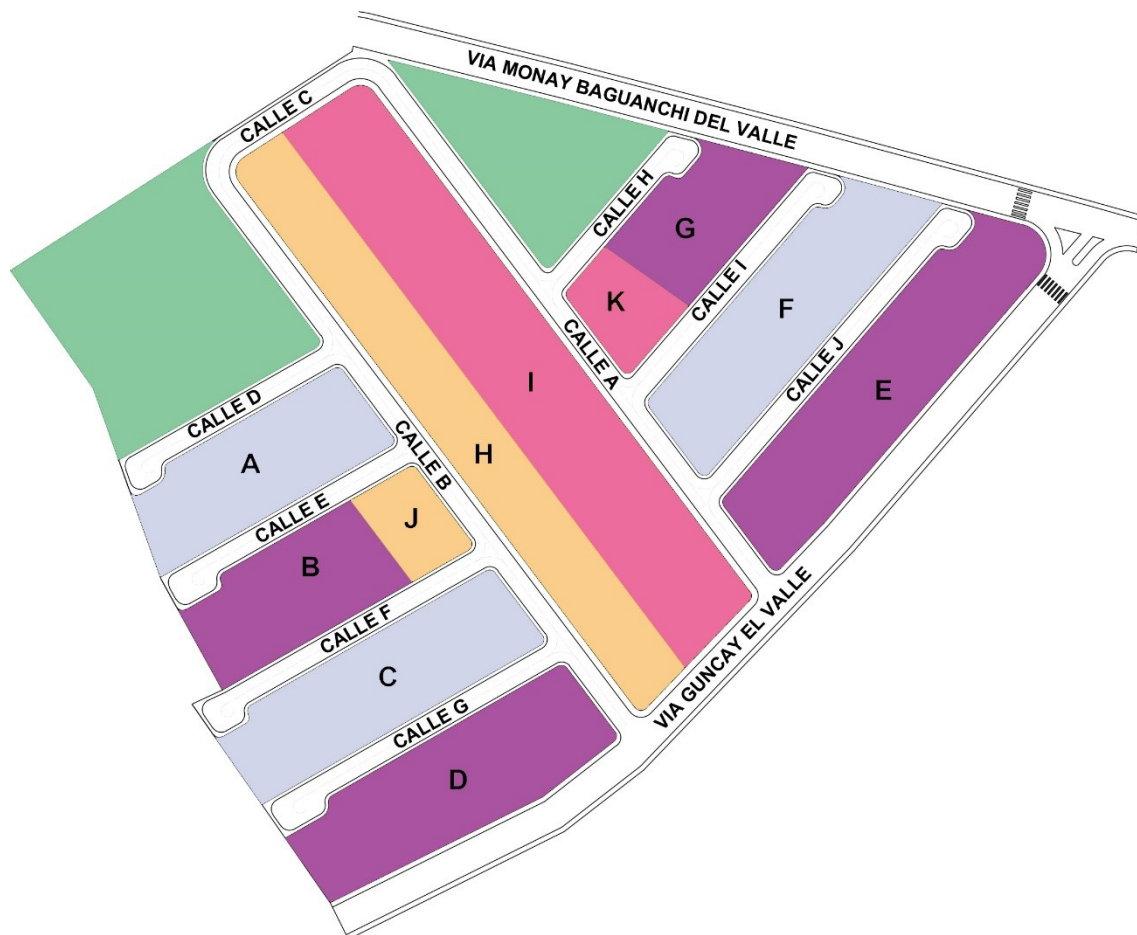 VIA MONAY BAGUANCHI DEL VALLE
CALLE C
CALLE H
G
CALLE I
K
F
CALLE A
CALLE J
E
I
CALLE D
H
CALLE B
A
CALLE E
J
B
CALLE F
VIA GUNCAY EL VALLE
C
CALLE G
D